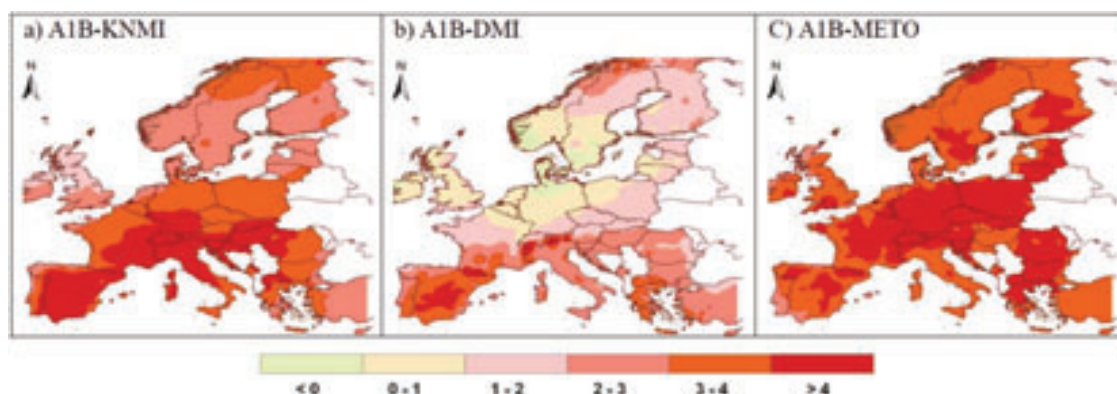 a) A1B-KNMI
b) A1B-DMI
C) A1B-METO
N
N
N
< 0
0 - 1
1 - 2
2 - 3
3 - 4
> 4